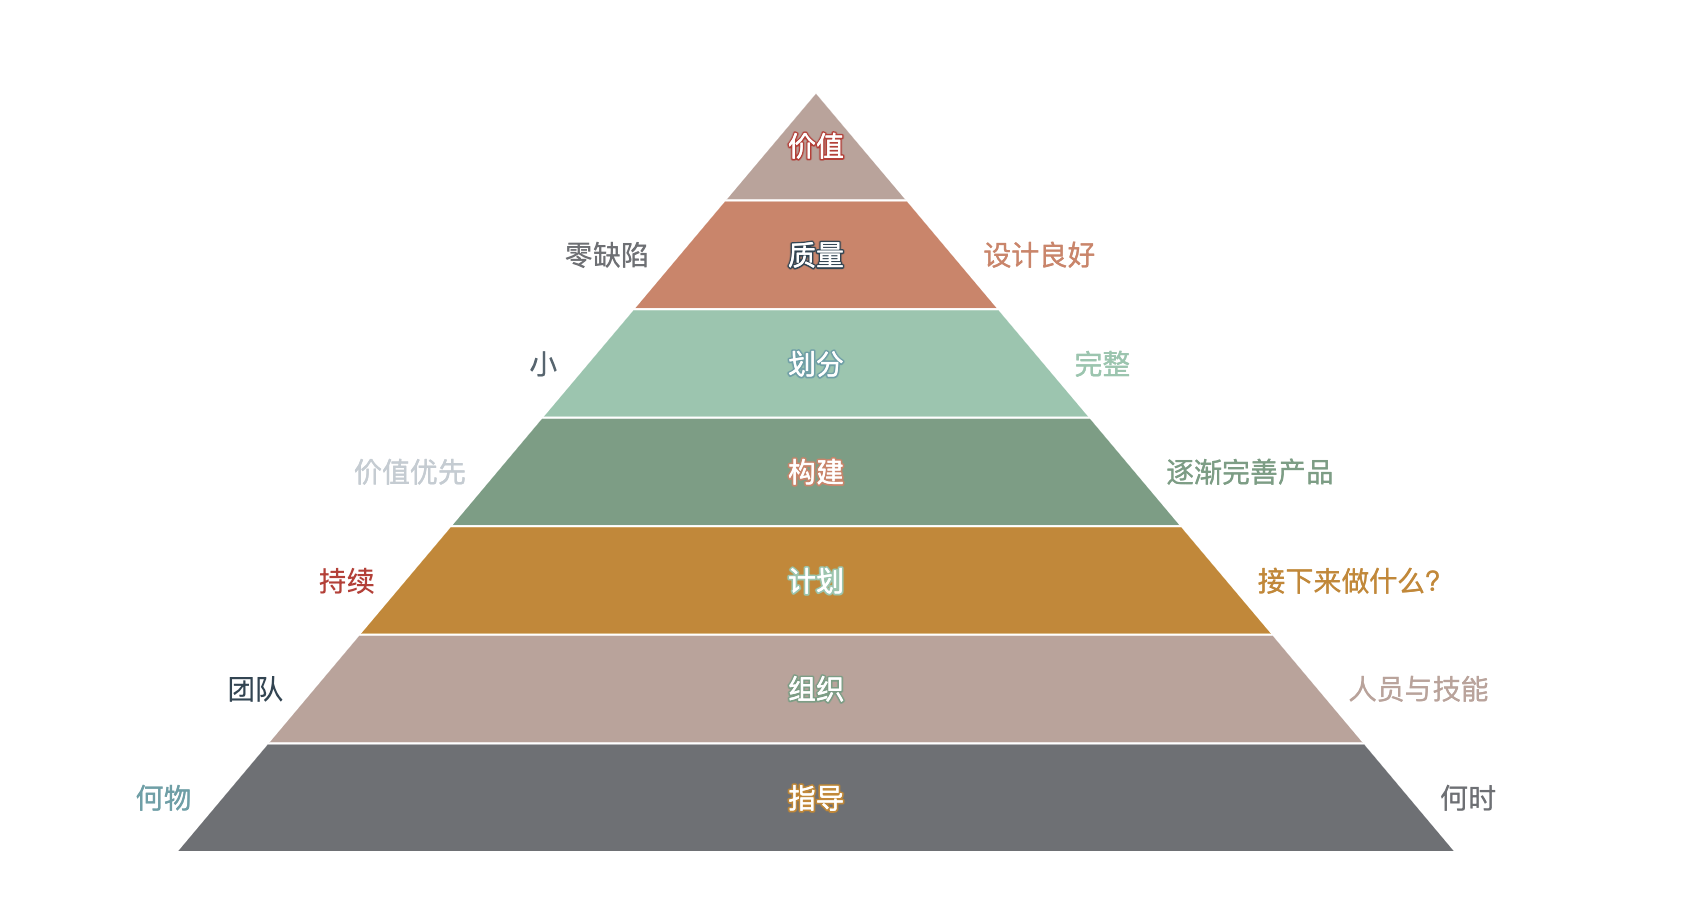 价值
零缺陷 质量 设计良好
小 划分 完整
价值优先 构建 逐渐完善产品
持续 计划 接下来做什么?
团队 组织 人员与技能
何物 指导 何时